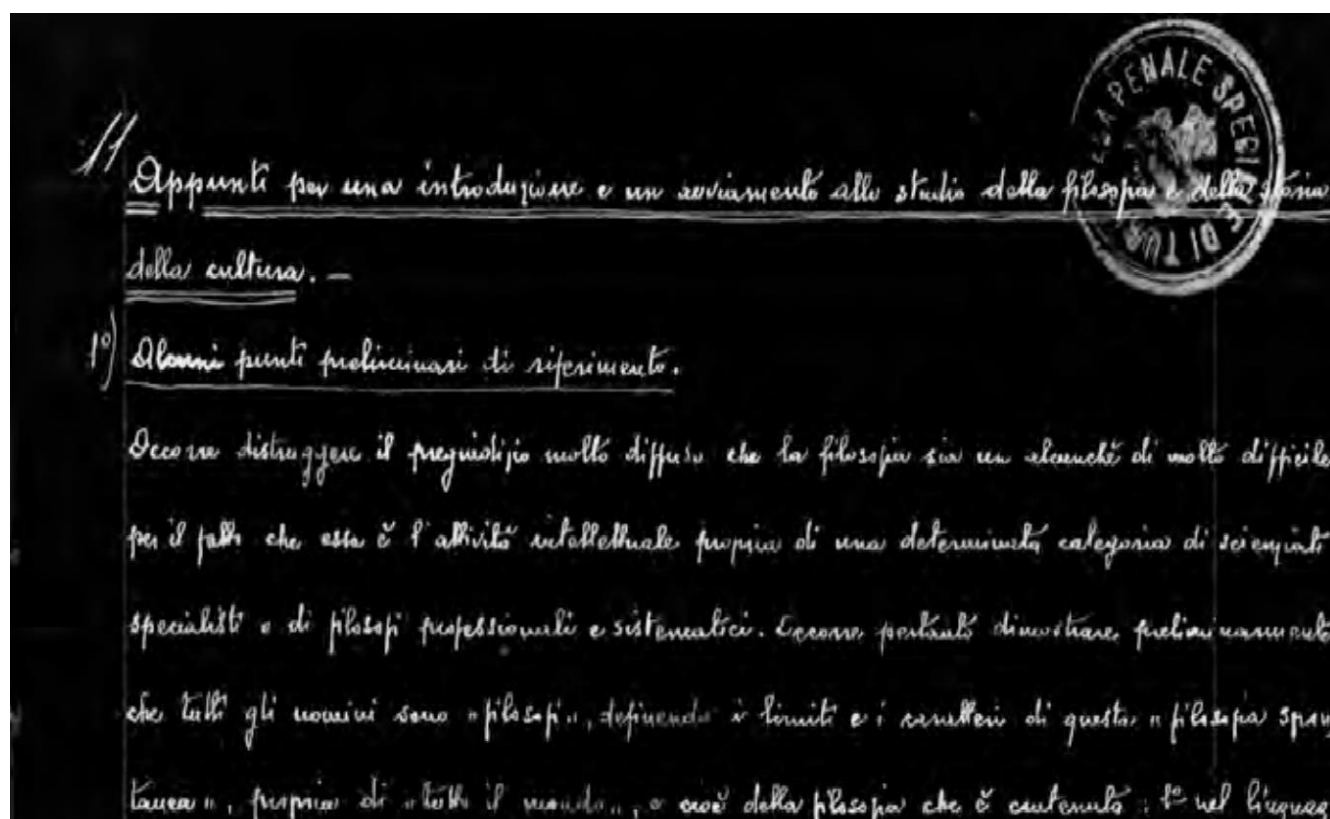 PENALE SPECIALE DI TUR
11
Appunti per una introduzione e un avviamento allo studio della filosofia e della storia
della cultura. —
1º) Alcuni punti preliminari di riferimento.
Occorre distruggere il pregiudizio molto diffuso che la filosofia sia un alcunché di molto difficile
per il fatto che essa è l'attività intellettuale propria di una determinata categoria di scienziati
specialisti o di filosofi professionali e sistematici. Occorre pertanto dimostrare preliminarmente
che tutti gli uomini sono "filosofi", definendo i limiti e i caratteri di questa "filosofia spon
tanea", propria di "tutto il mondo", e cioè della filosofia che è contenuta: 1º nel linguag